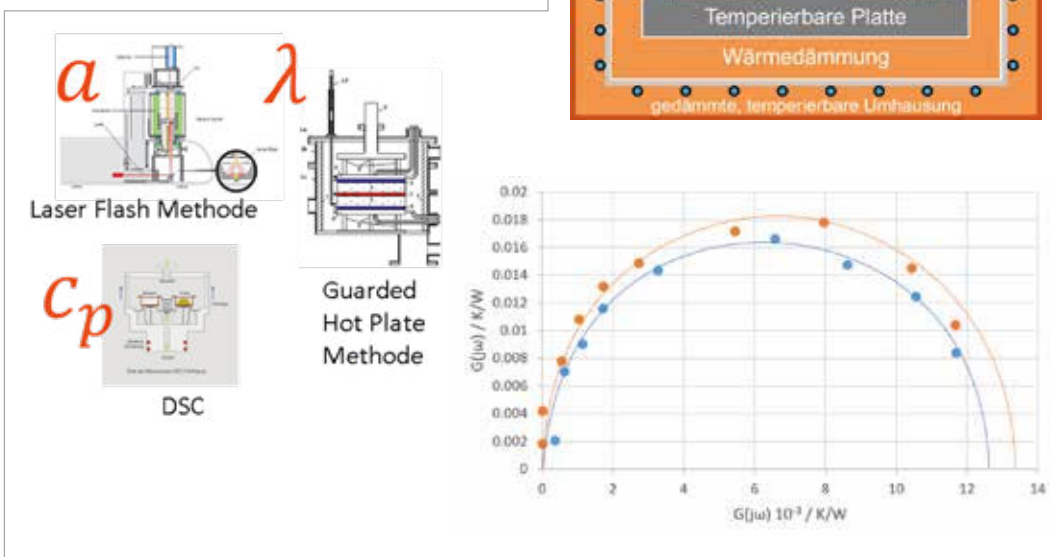 Temperierbare Platte
Wärmedämmung
gedämmte, temperierbare Umhausung
a
λ
Laser Flash Methode
c_p
Guarded
Hot Plate
Methode
DSC
0.02
0.018
0.016
0.014
0.012
0.01
0.008
0.006
0.004
0.002
0
G(jω) / K/W
0 2 4 6 8 10 12 14
G(jω) 10⁻³ / K/W